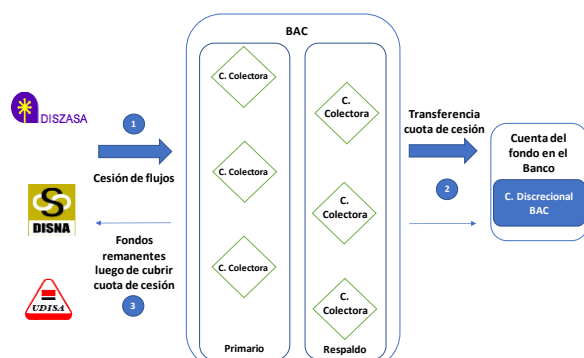 BAC
DISZASA
1
Cesión de flujos
S
DISNA
Fondos
remanentes
luego de cubrir
cuota de cesión
3
UDISA
C. Colectora
C. Colectora
C. Colectora
Primario
C.
Colectora
C.
Colectora
C.
Colectora
Respaldo
Transferencia
cuota de cesión
2
Cuenta del
fondo en el
Banco
C. Discrecional
BAC